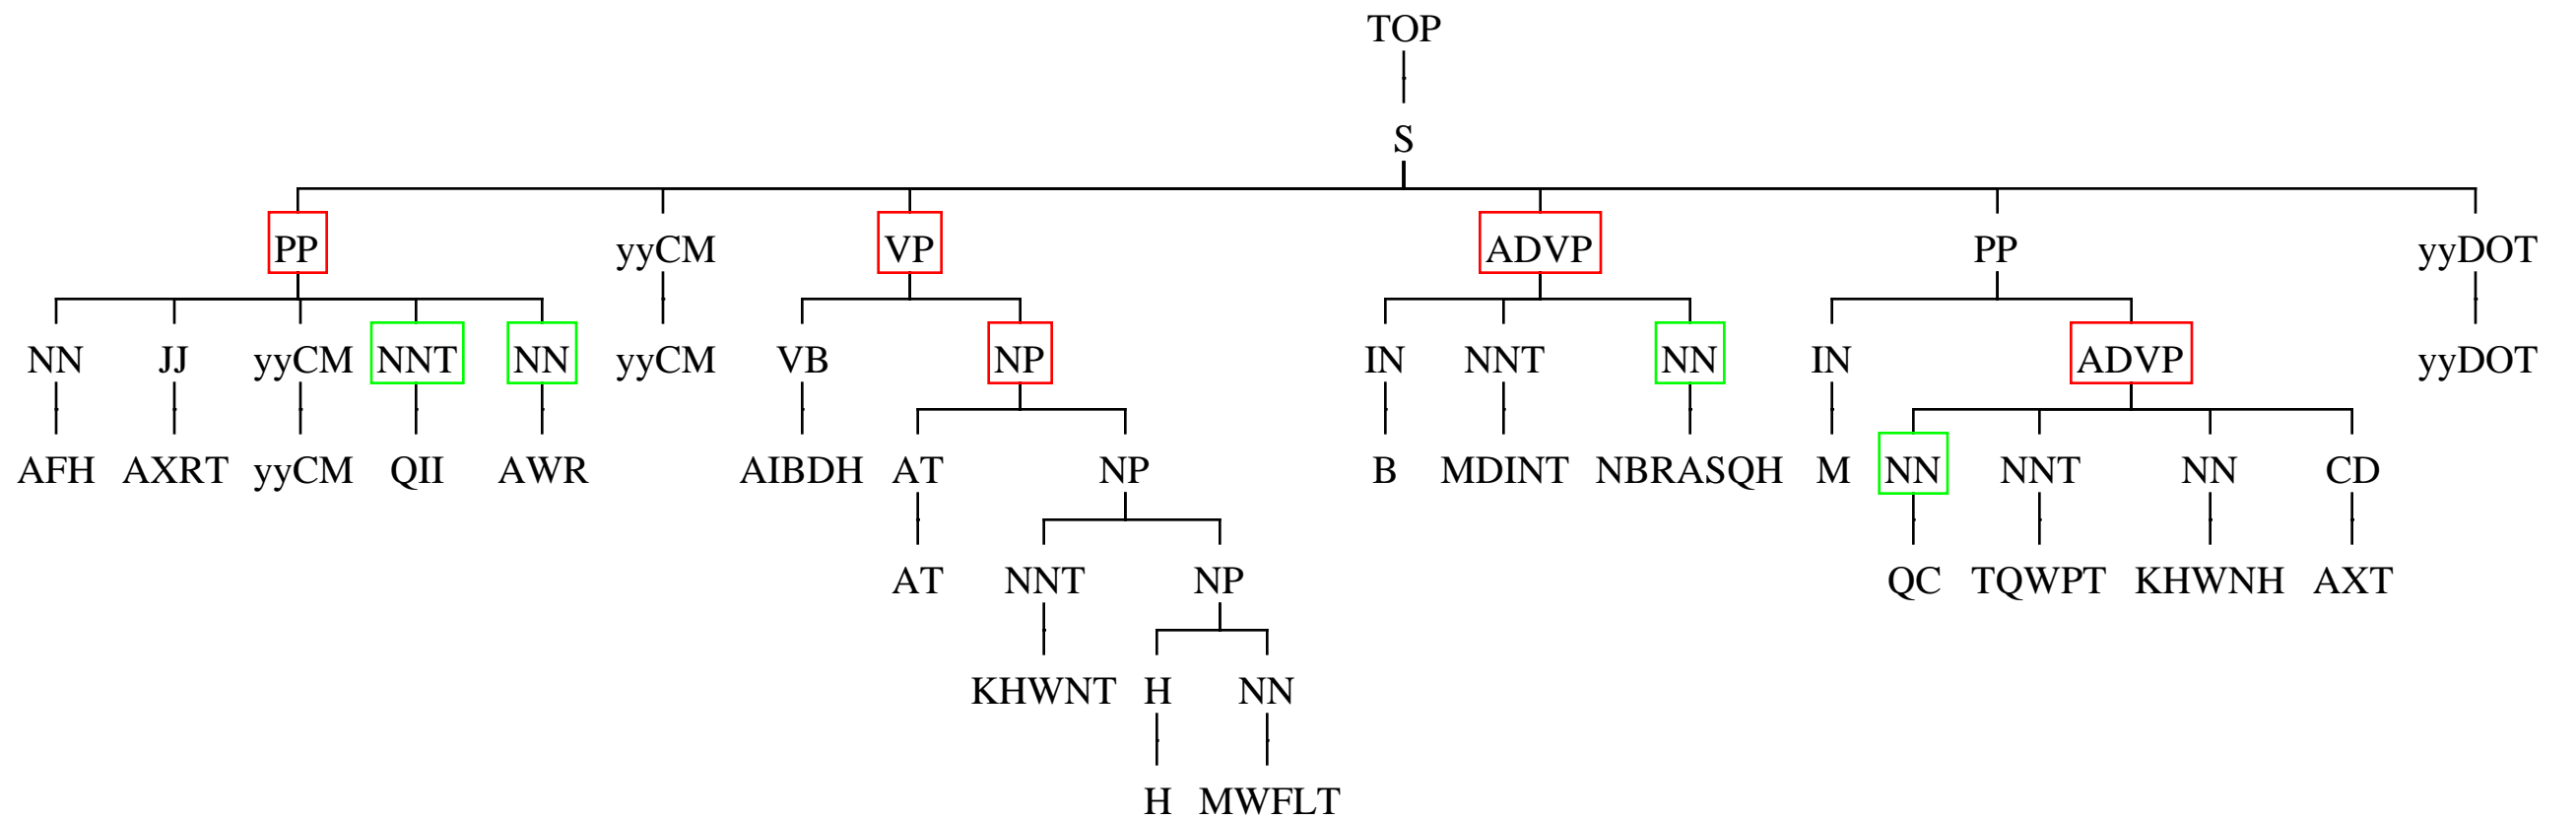 TOP
S
PP yyCM VP ADVP PP yyDOT
NN JJ yyCM NNT NN yyCM VB NP IN NNT NN IN ADVP yyDOT
AFH AXRT yyCM QII AWR AIBDH AT NP B MDINT NBRASQH M NN NNT NN CD
AT NNT NP QC TQWPT KHWNH AXT
KHWNT H NN
H MWFLT